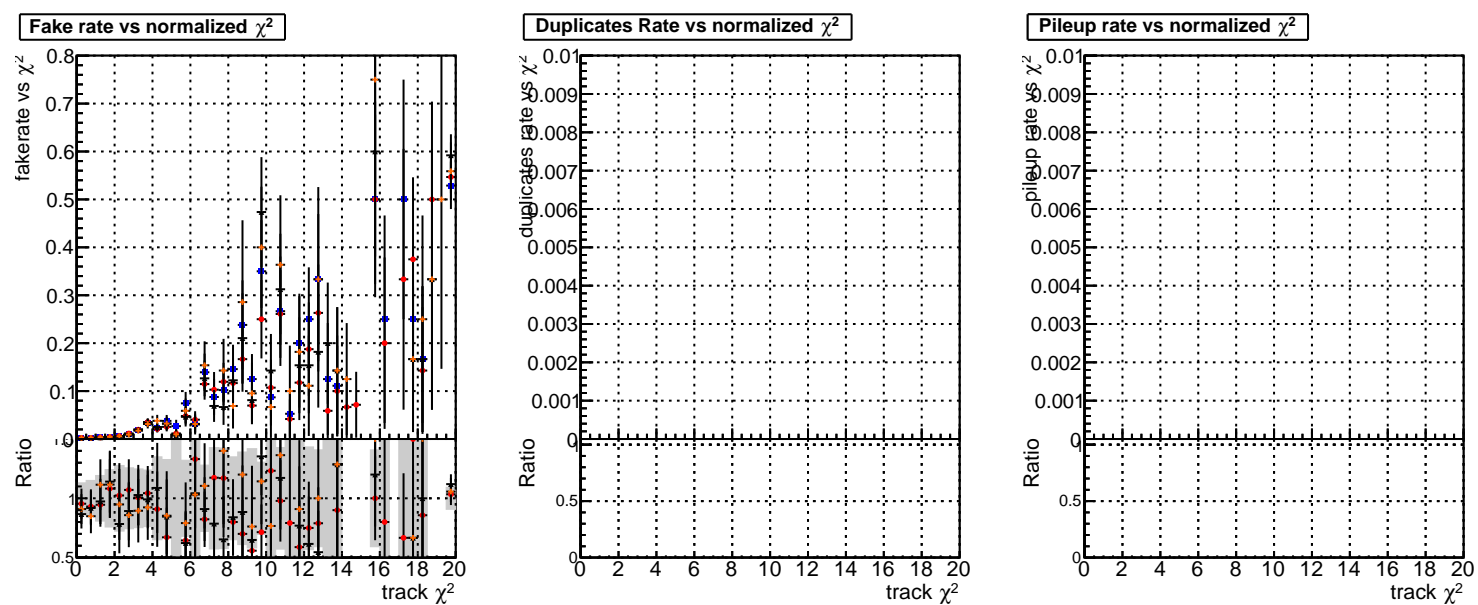 Fake rate vs normalized χ²
fakerate vs χ²
0.8
0.7
0.6
0.5
0.4
0.3
0.2
0.1
0
Ratio
1
0.5
0 2 4 6 8 10 12 14 16 18 20
track χ²
Duplicates Rate vs normalized χ²
duplicates rate vs χ²
0.01
0.009
0.008
0.007
0.006
0.005
0.004
0.003
0.002
0.001
0
Ratio
1
0.5
0
0 2 4 6 8 10 12 14 16 18 20
track χ²
Pileup rate vs normalized χ²
pileup rate vs χ²
0.01
0.009
0.008
0.007
0.006
0.005
0.004
0.003
0.002
0.001
0
Ratio
1
0.5
0
0 2 4 6 8 10 12 14 16 18 20
track χ²